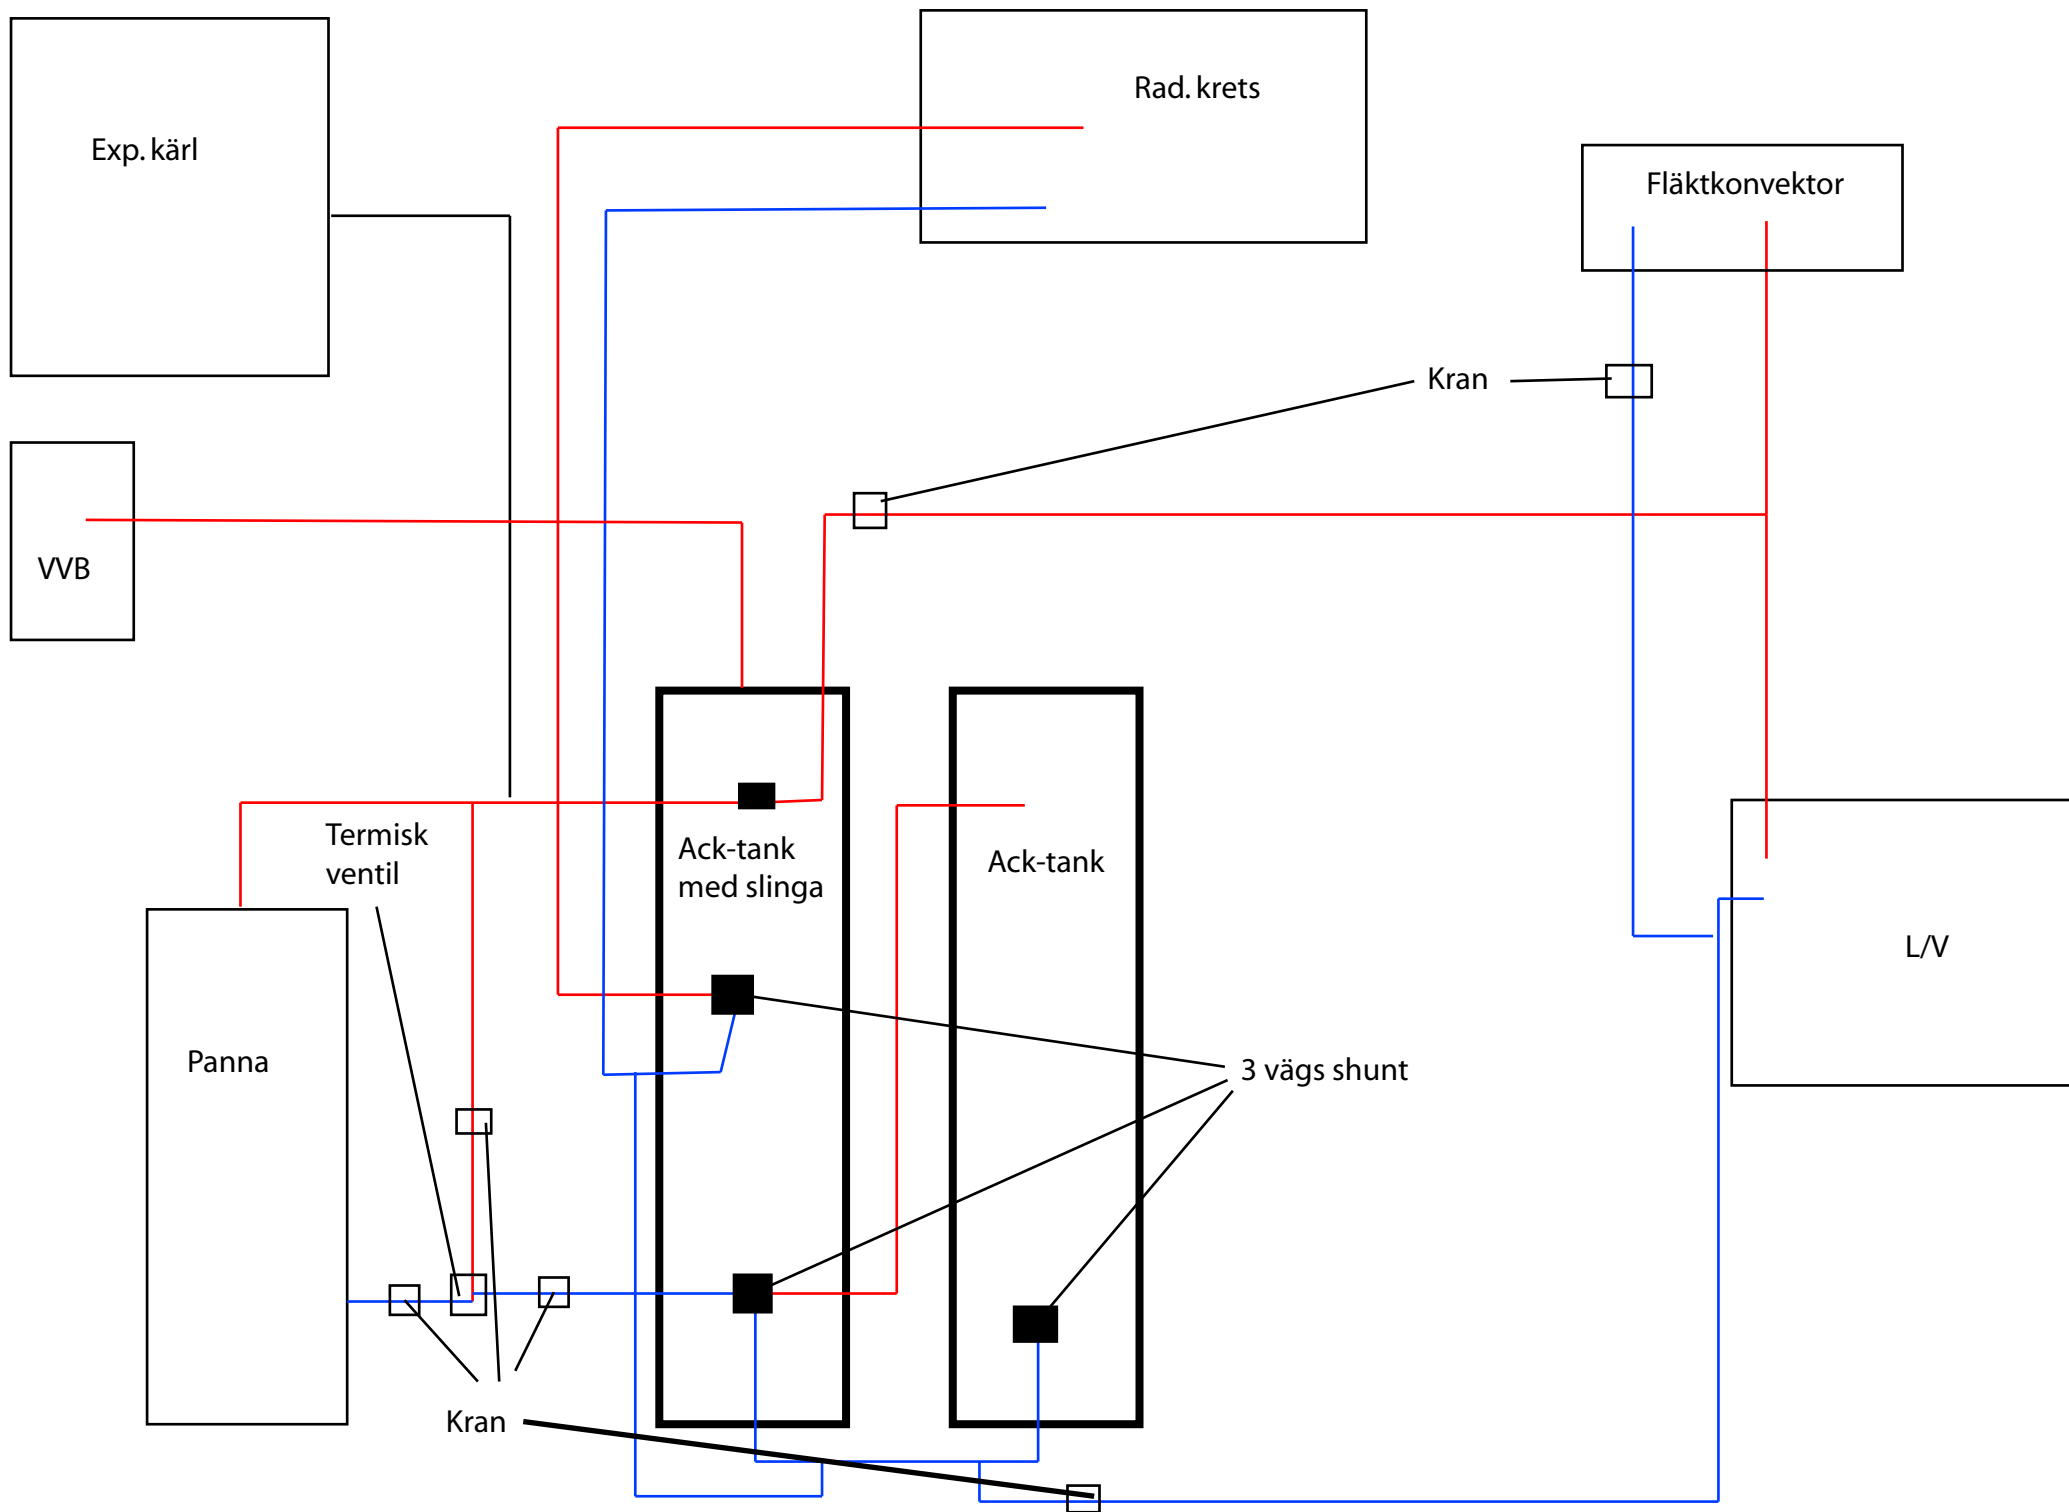 Rad. krets
Exp. kärl
Fläktkonvektor
Kran
VVB
Termisk
ventil
Ack-tank
med slinga
Ack-tank
L/V
Panna
3 vägs shunt
Kran